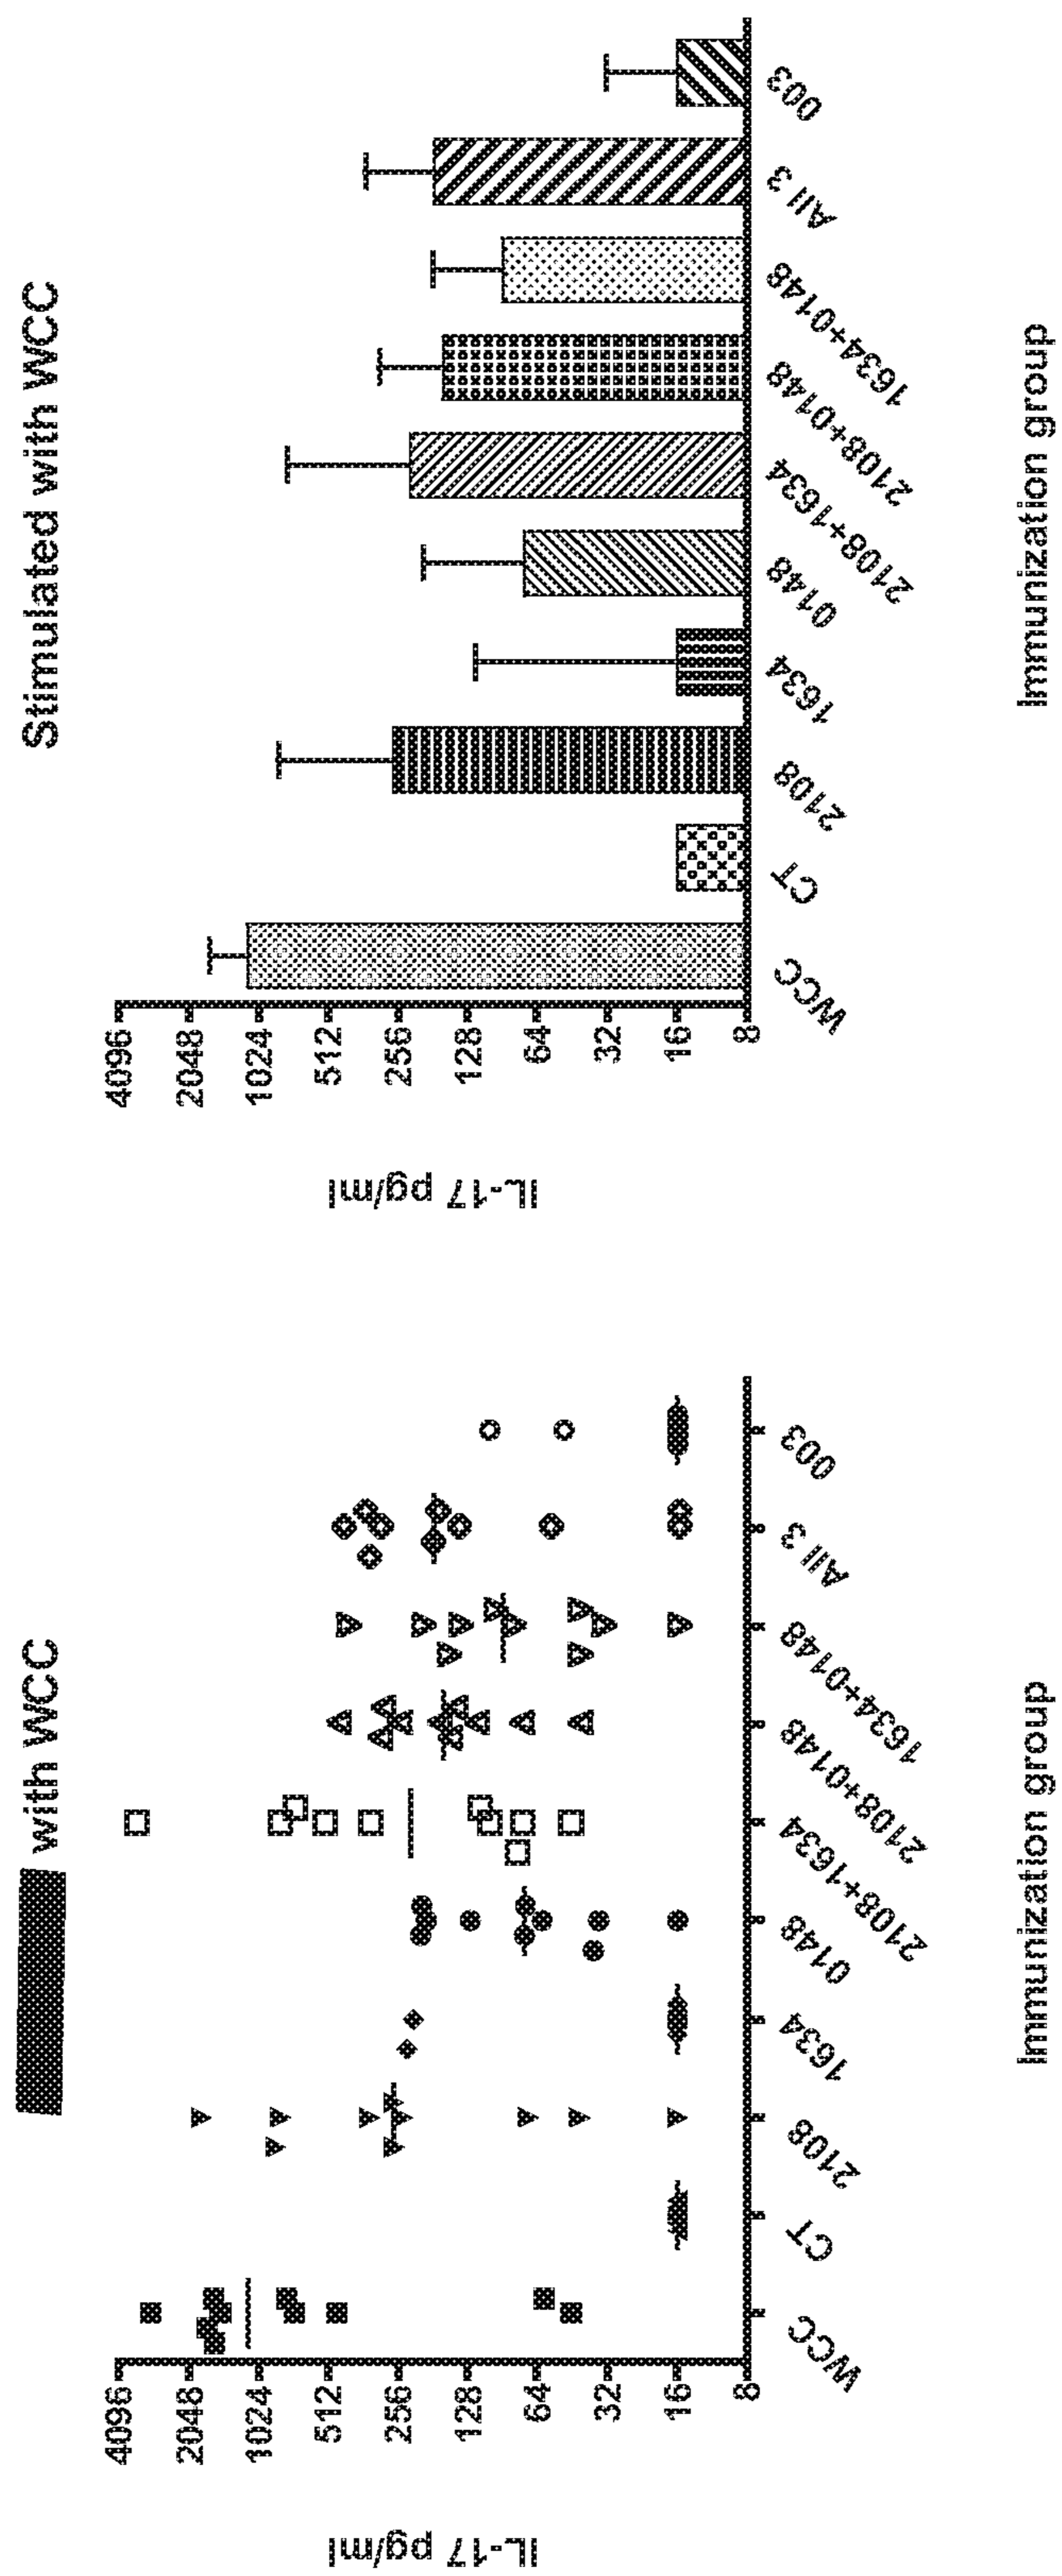 with WCC
IL-17 pg/ml
4096
2048
1024
512
256
128
64
32
16
8
WCC
CT
2108
1634
0148
2108+1634
2108+0148
1634+0148
All 3
003
Immunization group
Stimulated with WCC
IL-17 pg/ml
4096
2048
1024
512
256
128
64
32
16
8
WCC
CT
2108
1634
0148
2108+1634
2108+0148
1634+0148
All 3
003
Immunization group